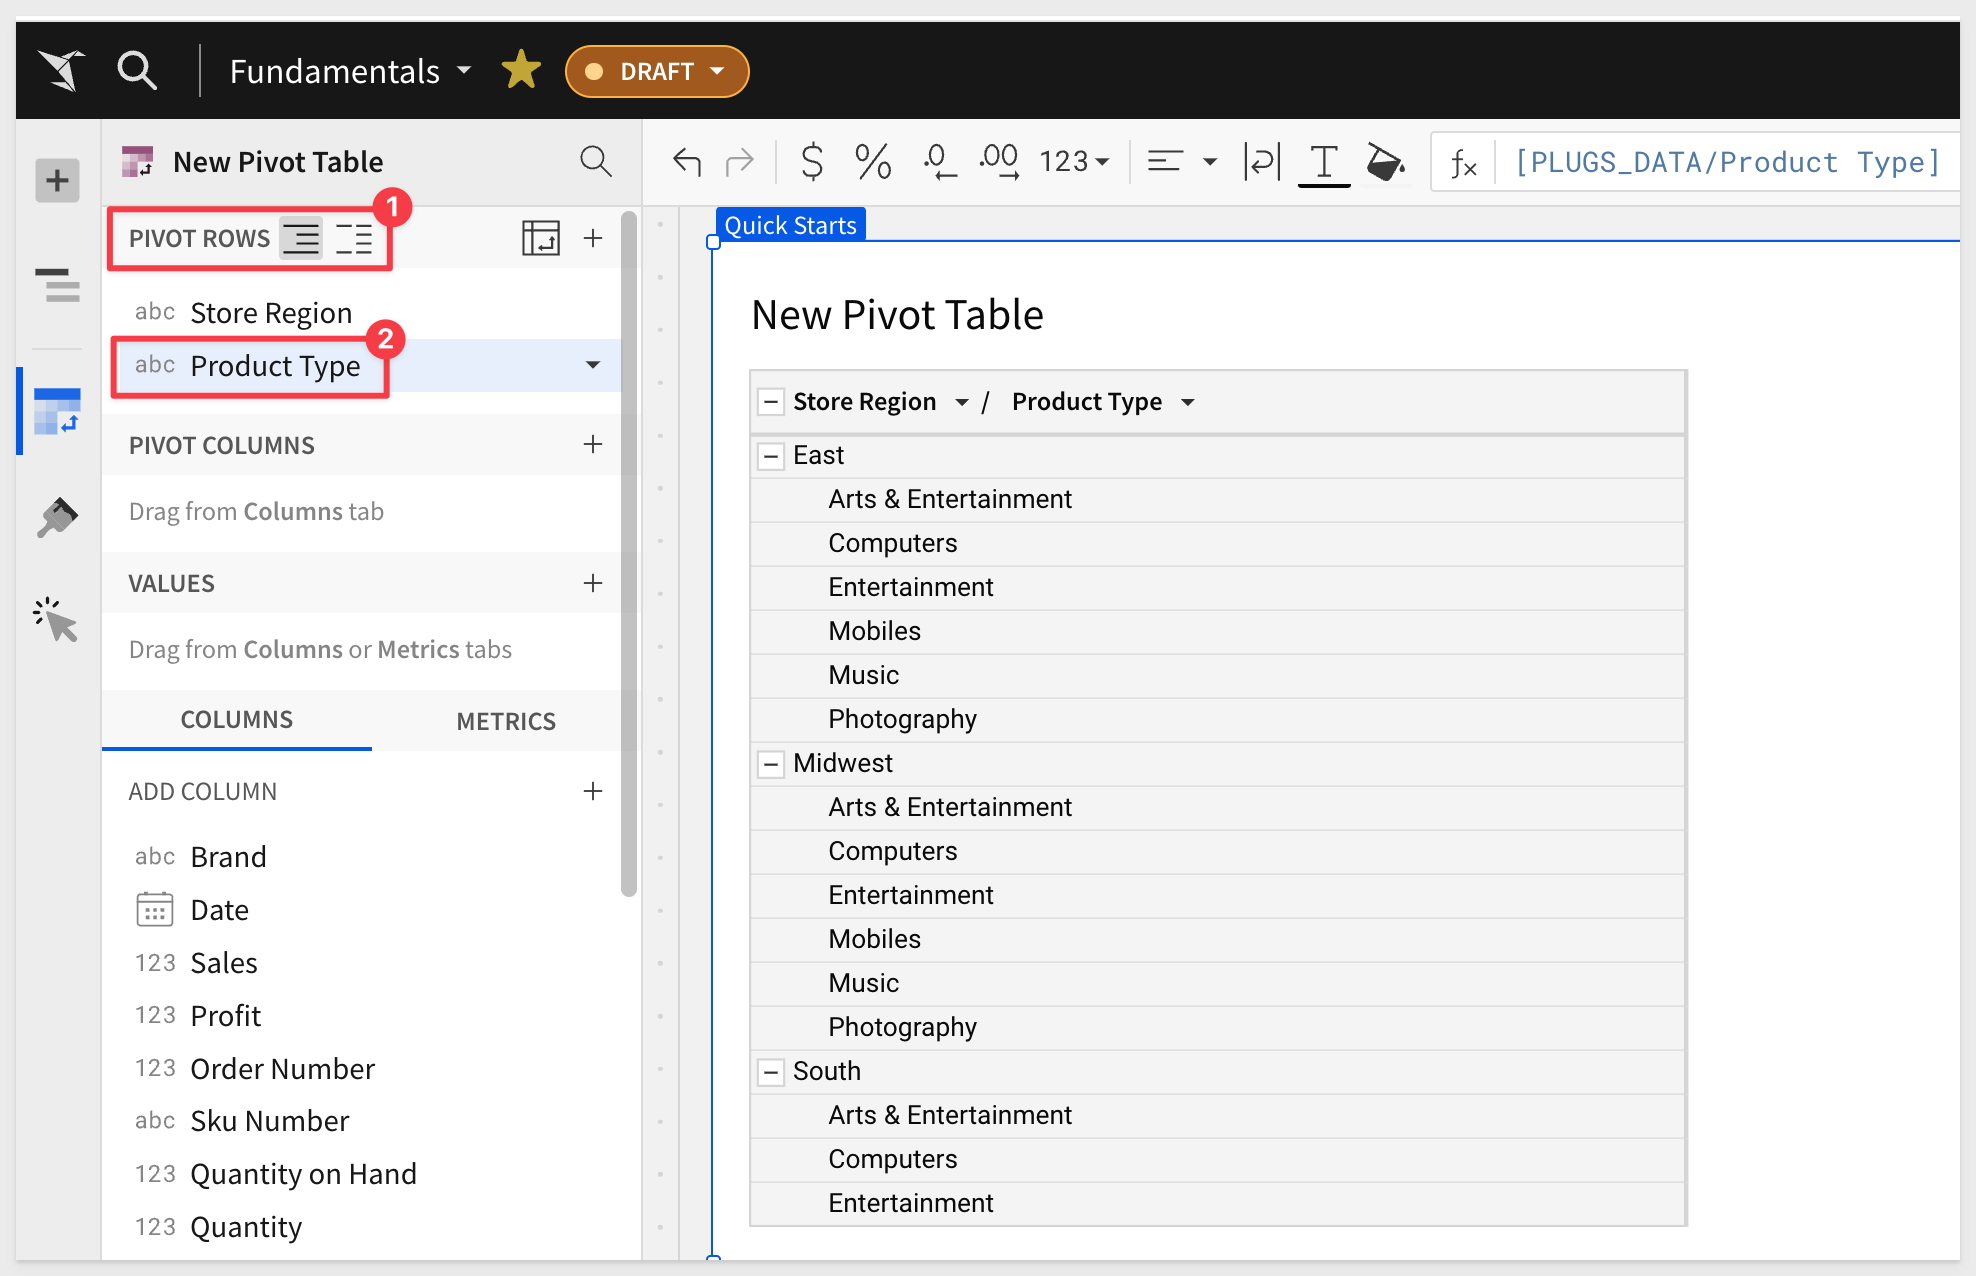 Fundamentals
DRAFT
New Pivot Table
.0
.00
123
fx
[PLUGS_DATA/Product Type]
1
PIVOT ROWS
abc Store Region
2
abc Product Type
PIVOT COLUMNS
Drag from Columns tab
VALUES
Drag from Columns or Metrics tabs
COLUMNS
METRICS
ADD COLUMN
abc Brand
Date
123 Sales
123 Profit
123 Order Number
abc Sku Number
123 Quantity on Hand
123 Quantity
Quick Starts
New Pivot Table
Store Region / Product Type
East
Arts & Entertainment
Computers
Entertainment
Mobiles
Music
Photography
Midwest
Arts & Entertainment
Computers
Entertainment
Mobiles
Music
Photography
South
Arts & Entertainment
Computers
Entertainment